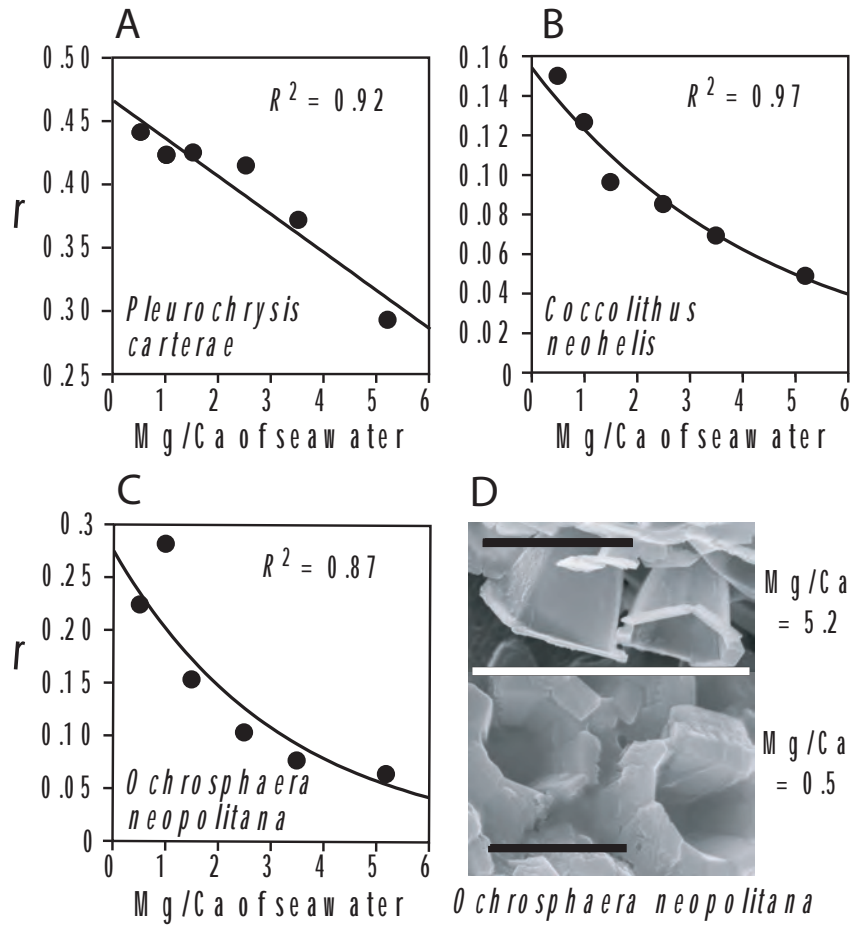 A
0.50
0.45
0.40
0.35
0.30
0.25
r
R² = 0.92
Pleurochrysis
carterae
0 1 2 3 4 5 6
Mg/Ca of seawater
B
0.16
0.14
0.12
0.10
0.08
0.06
0.04
0.02
0
R² = 0.97
Coccolithus
neohelis
0 1 2 3 4 5 6
Mg/Ca of seawater
C
0.3
0.25
0.20
0.15
0.10
0.05
0
r
R² = 0.87
Ochrosphaera
neopolitana
0 1 2 3 4 5 6
Mg/Ca of seawater
D
Mg/Ca
= 5.2
Mg/Ca
= 0.5
Ochrosphaera neopolitana